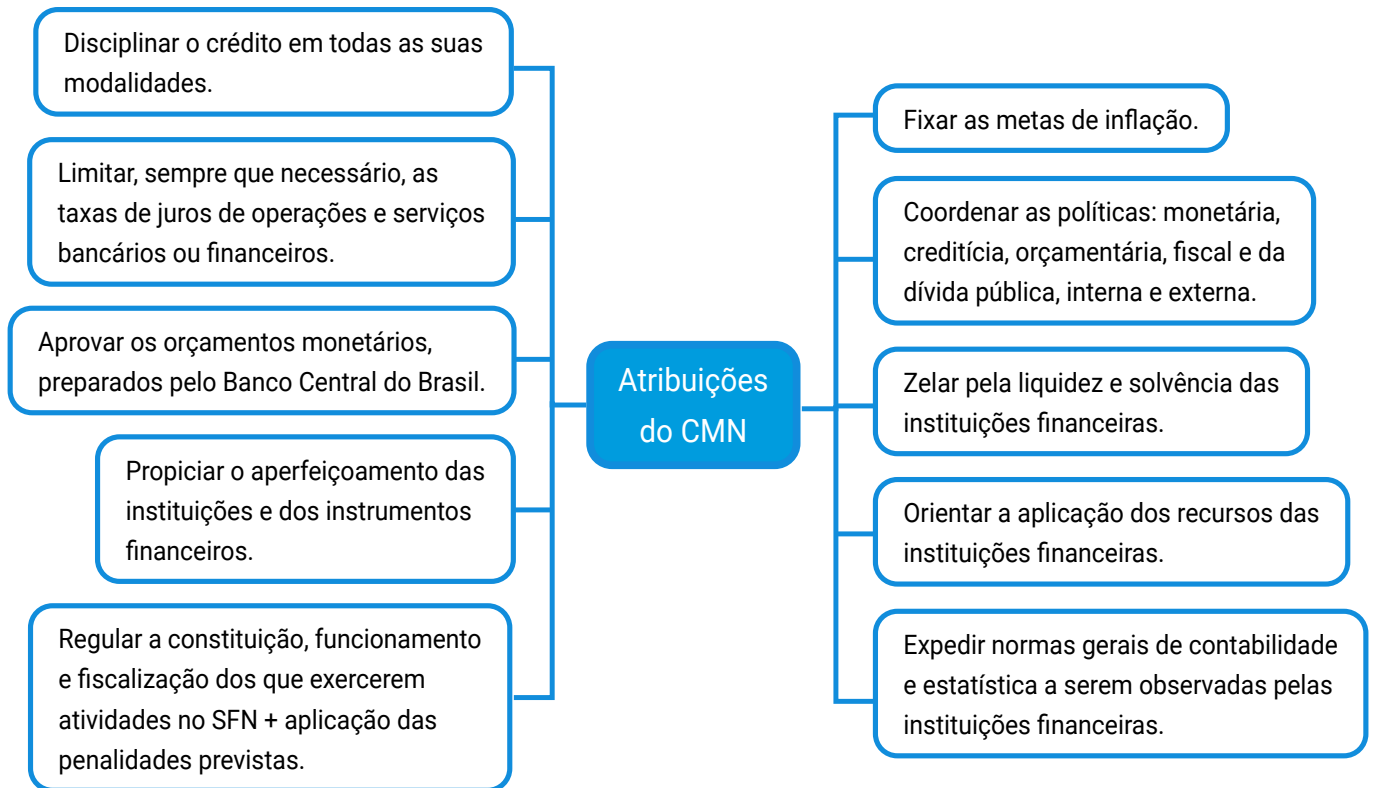 Disciplinar o crédito em todas as suas
modalidades.
Limitar, sempre que necessário, as
taxas de juros de operações e serviços
bancários ou financeiros.
Aprovar os orçamentos monetários,
preparados pelo Banco Central do Brasil.
Propiciar o aperfeiçoamento das
instituições e dos instrumentos
financeiros.
Regular a constituição, funcionamento
e fiscalização dos que exercerem
atividades no SFN + aplicação das
penalidades previstas.
Atribuições
do CMN
Fixar as metas de inflação.
Coordenar as políticas: monetária,
creditícia, orçamentária, fiscal e da
dívida pública, interna e externa.
Zelar pela liquidez e solvência das
instituições financeiras.
Orientar a aplicação dos recursos das
instituições financeiras.
Expedir normas gerais de contabilidade
e estatística a serem observadas pelas
instituições financeiras.